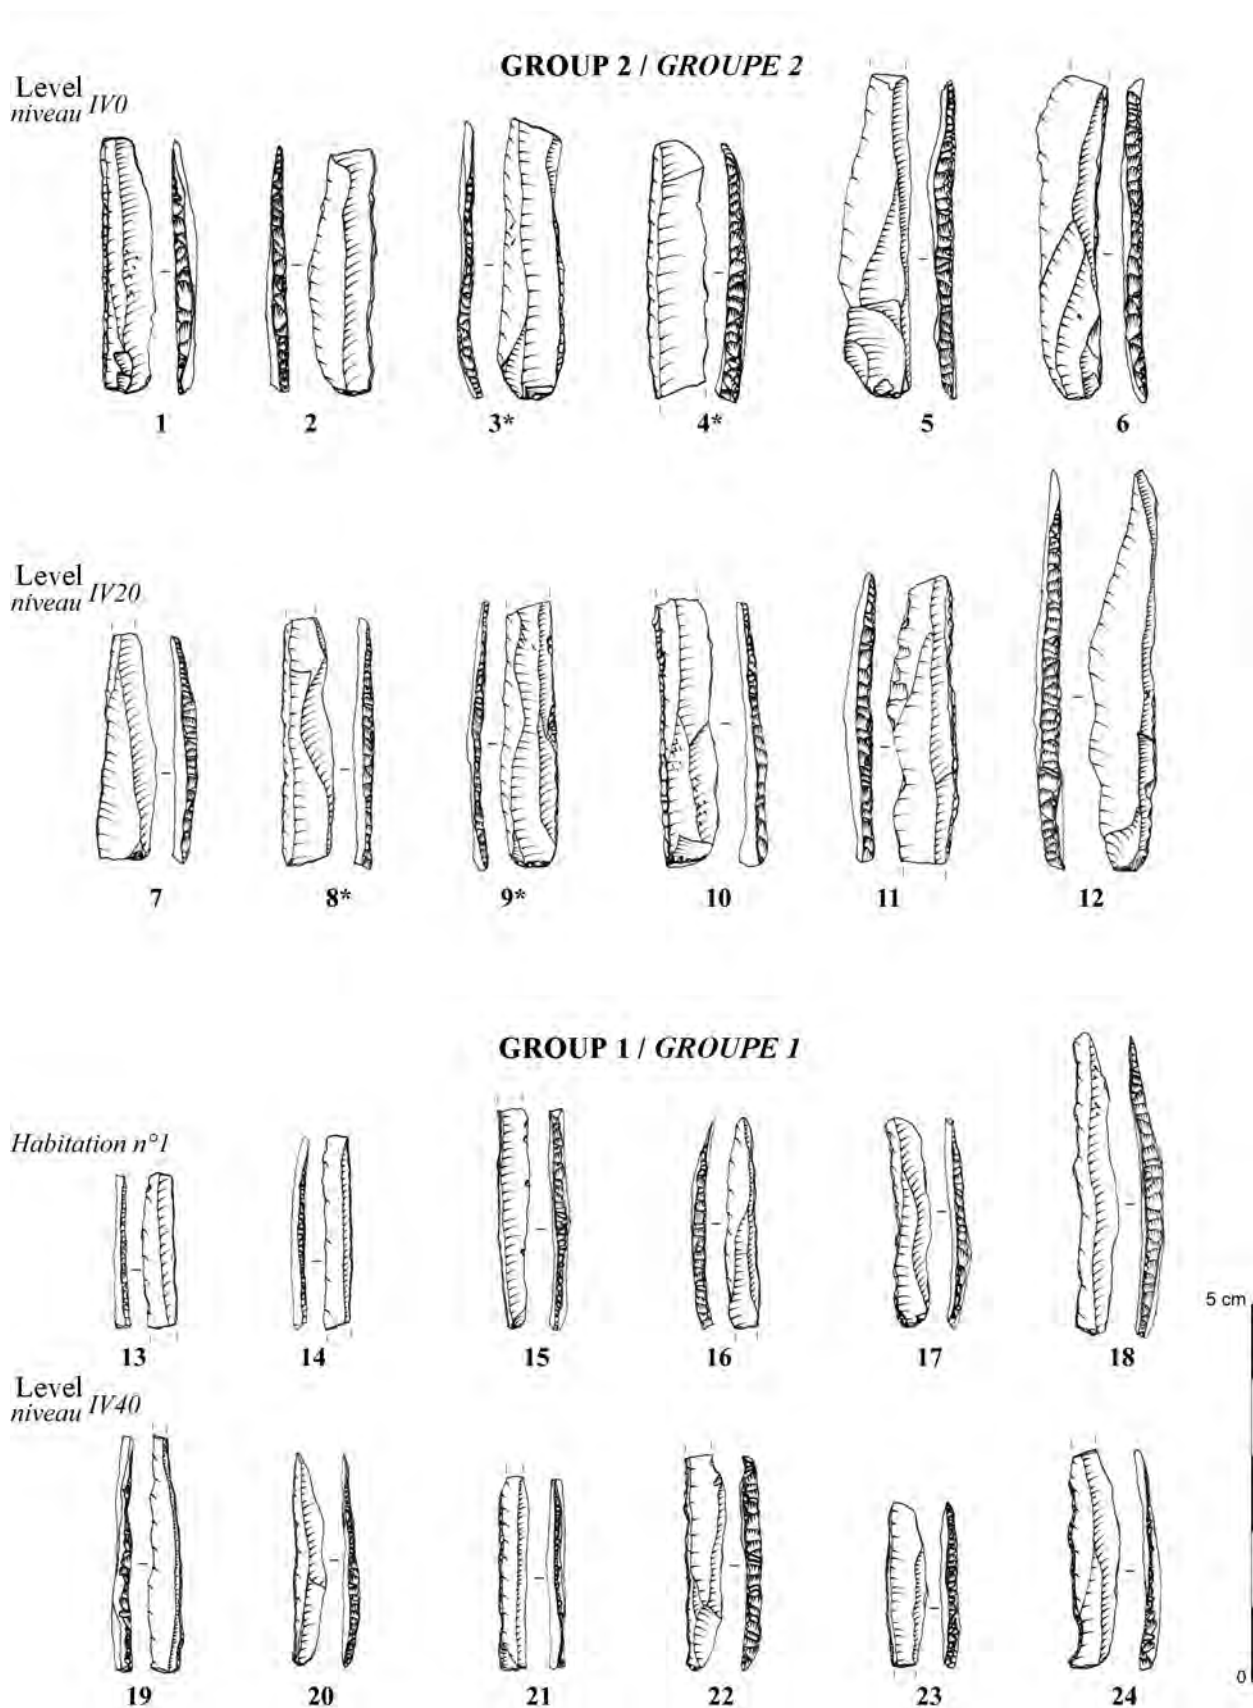 GROUP 2 / GROUPE 2
Level
niveau IV0
1 2 3* 4* 5 6
Level
niveau IV20
7 8* 9* 10 11 12
GROUP 1 / GROUPE 1
Habitation n°1
5 cm
13 14 15 16 17 18
Level
niveau IV40
0
19 20 21 22 23 24